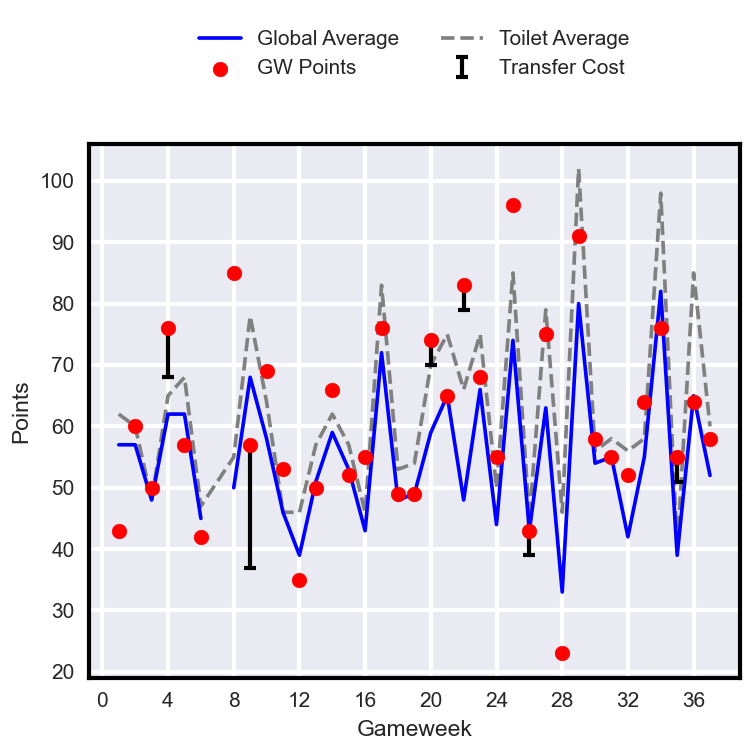 Global Average
Toilet Average
GW Points
Transfer Cost
100
90
80
70
60
50
40
30
20
Points
0 4 8 12 16 20 24 28 32 36
Gameweek